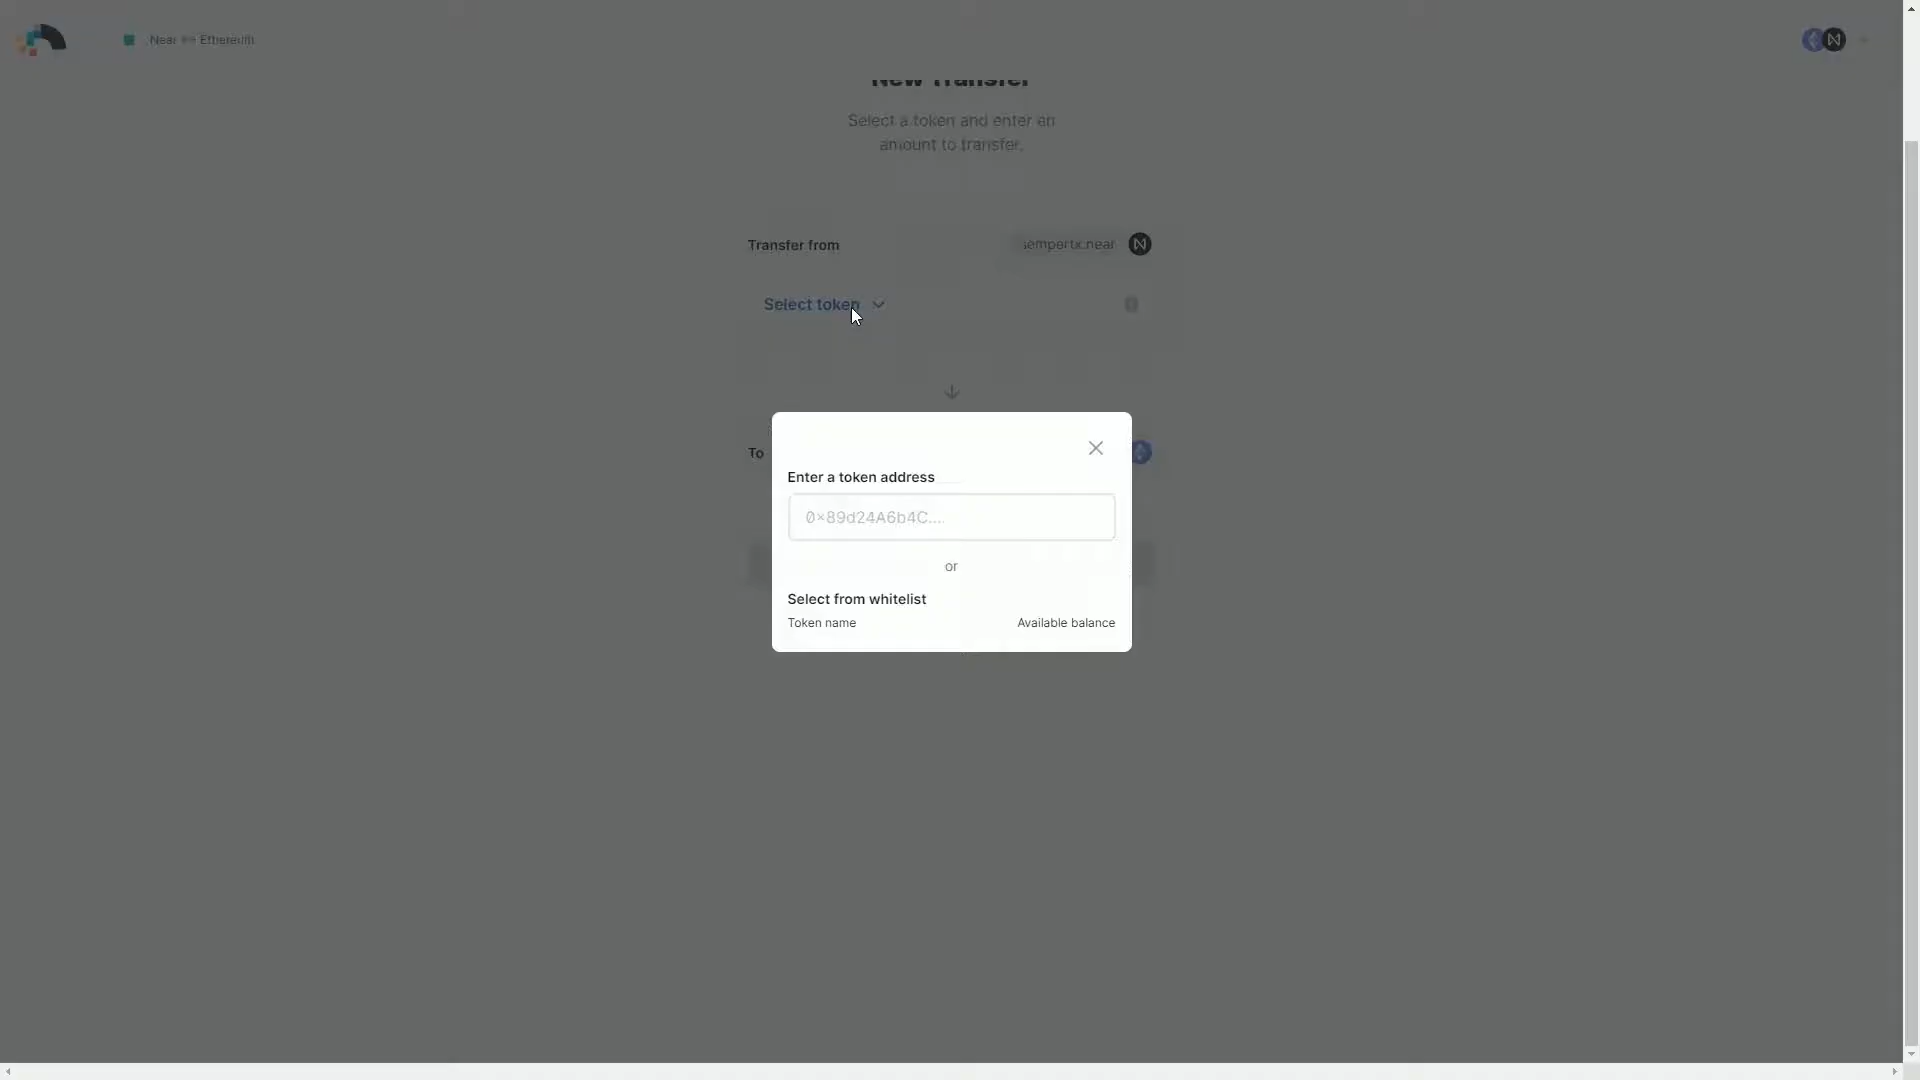 Near ⇔ Ethereum
New Transfer
Select a token and enter an
amount to transfer.
Transfer from
sempertx.near
Select token
To
Enter a token address
0x89d24A6b4C....
or
Select from whitelist
Token name Available balance